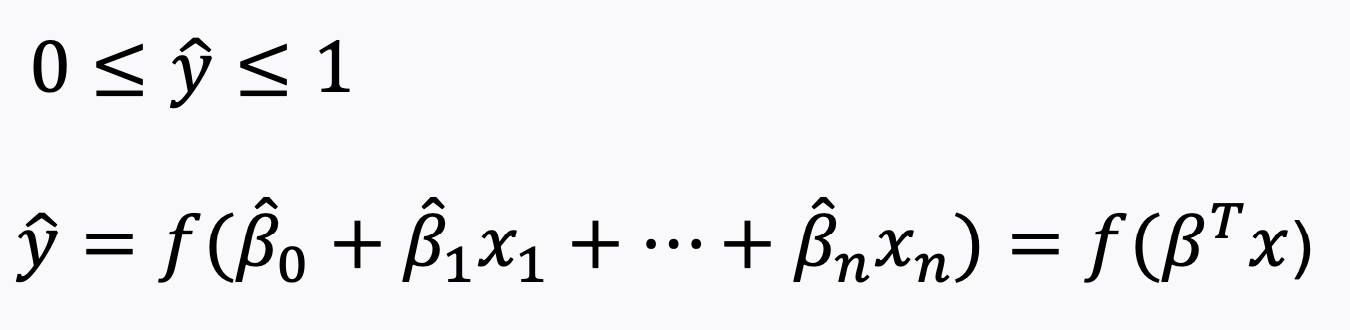 0 ≤ ŷ ≤ 1
ŷ = f(β̂₀ + β̂₁x₁ + ⋯ + β̂ₙxₙ) = f(βᵀx)